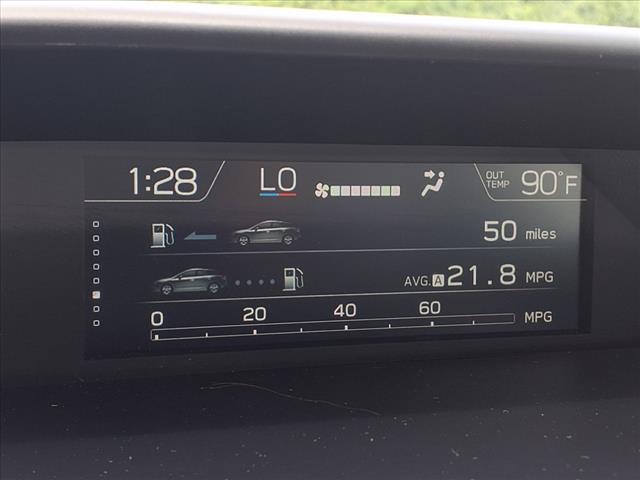 1:28 LO OUT TEMP 90°F
50 miles
AVG. A 21.8 MPG
0 20 40 60 MPG